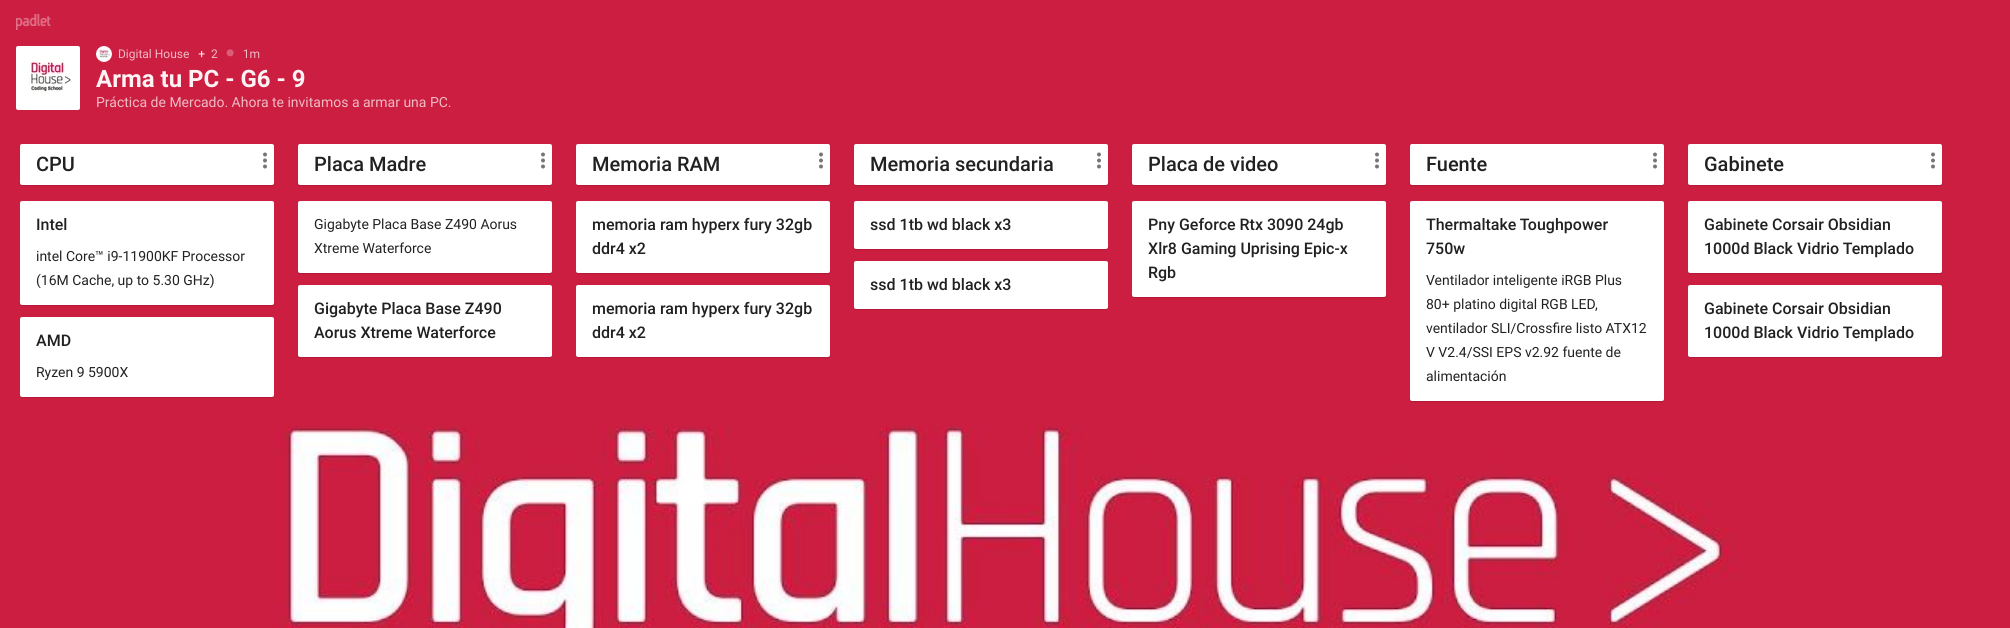 padlet
Digital House + 2 • 1m
Arma tu PC - G6 - 9
Práctica de Mercado. Ahora te invitamos a armar una PC.
Digital
House>
Coding School
CPU
Intel
intel Core™ i9-11900KF Processor
(16M Cache, up to 5.30 GHz)
AMD
Ryzen 9 5900X
Placa Madre
Gigabyte Placa Base Z490 Aorus
Xtreme Waterforce
Gigabyte Placa Base Z490
Aorus Xtreme Waterforce
Memoria RAM
memoria ram hyperx fury 32gb
ddr4 x2
memoria ram hyperx fury 32gb
ddr4 x2
Memoria secundaria
ssd 1tb wd black x3
ssd 1tb wd black x3
Placa de video
Pny Geforce Rtx 3090 24gb
Xlr8 Gaming Uprising Epic-x
Rgb
Fuente
Thermaltake Toughpower
750w
Ventilador inteligente iRGB Plus
80+ platino digital RGB LED,
ventilador SLI/Crossfire listo ATX12
V V2.4/SSI EPS v2.92 fuente de
alimentación
Gabinete
Gabinete Corsair Obsidian
1000d Black Vidrio Templado
Gabinete Corsair Obsidian
1000d Black Vidrio Templado
DigitalHouse>